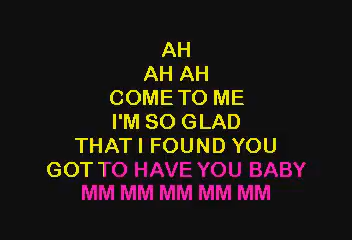 AH
AH AH
COME TO ME
I'M SO GLAD
THAT I FOUND YOU
GOT TO HAVE YOU BABY
MM MM MM MM MM